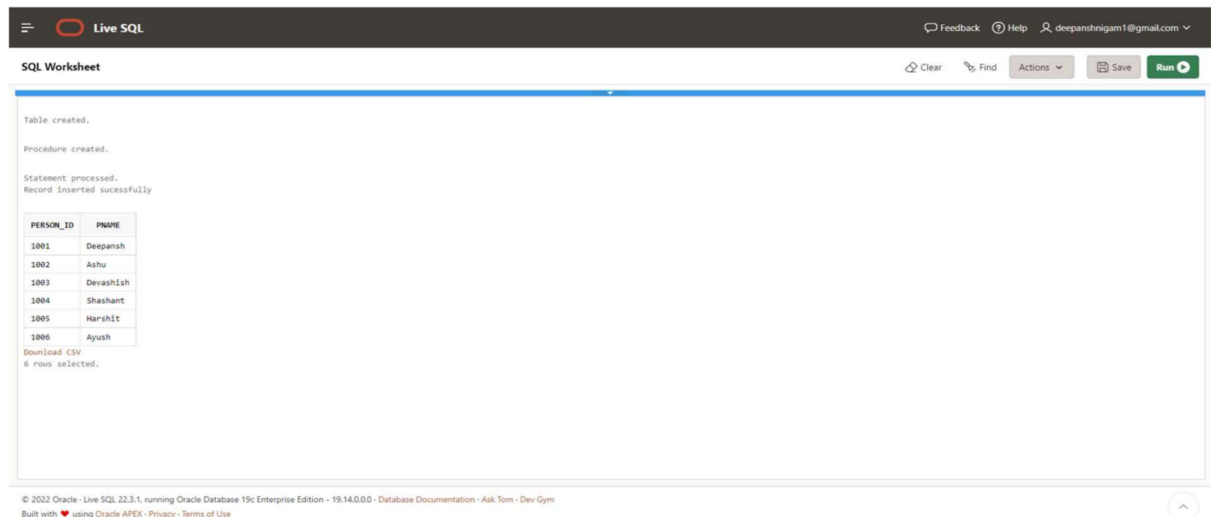 Live SQL
Feedback Help deepanshnigam1@gmail.com
SQL Worksheet
Clear Find Actions Save Run
Table created.
Procedure created.
Statement processed.
Record inserted sucessfully
PERSON_ID PNAME
1001 Deepansh
1002 Ashu
1003 Devashish
1004 Shashant
1005 Harshit
1006 Ayush
Download CSV
6 rows selected.
© 2022 Oracle - Live SQL 22.3.1, running Oracle Database 19c Enterprise Edition - 19.14.0.0.0 - Database Documentation - Ask Tom - Dev Gym
Built with ❤ using Oracle APEX - Privacy - Terms of Use